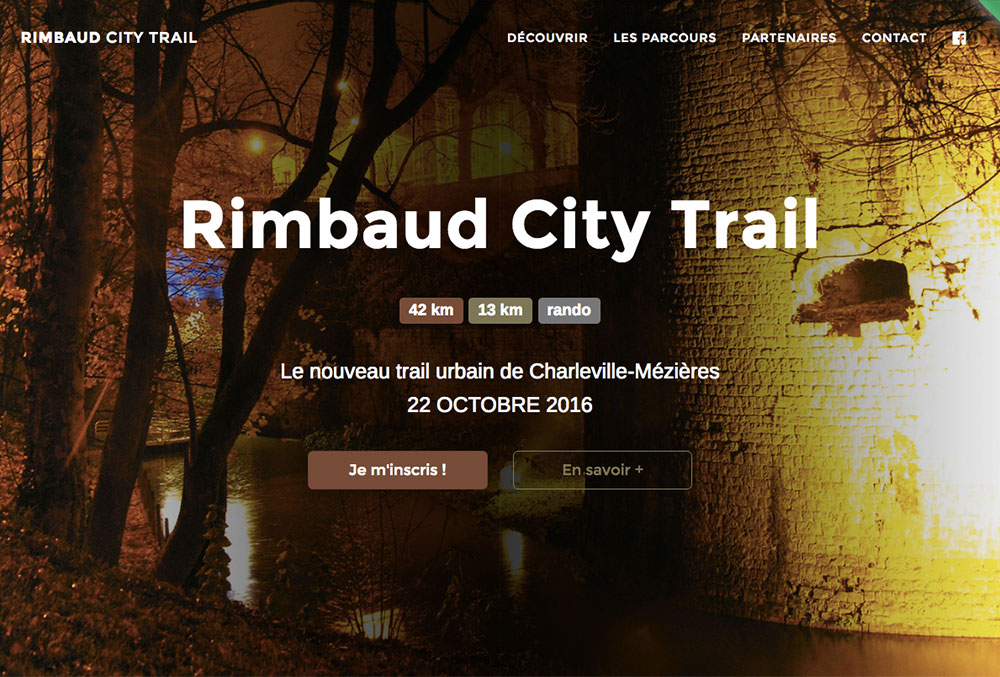 RIMBAUD CITY TRAIL DÉCOUVRIR LES PARCOURS PARTENAIRES CONTACT
Rimbaud City Trail
42 km 13 km rando
Le nouveau trail urbain de Charleville-Mézières
22 OCTOBRE 2016
Je m'inscris ! En savoir +